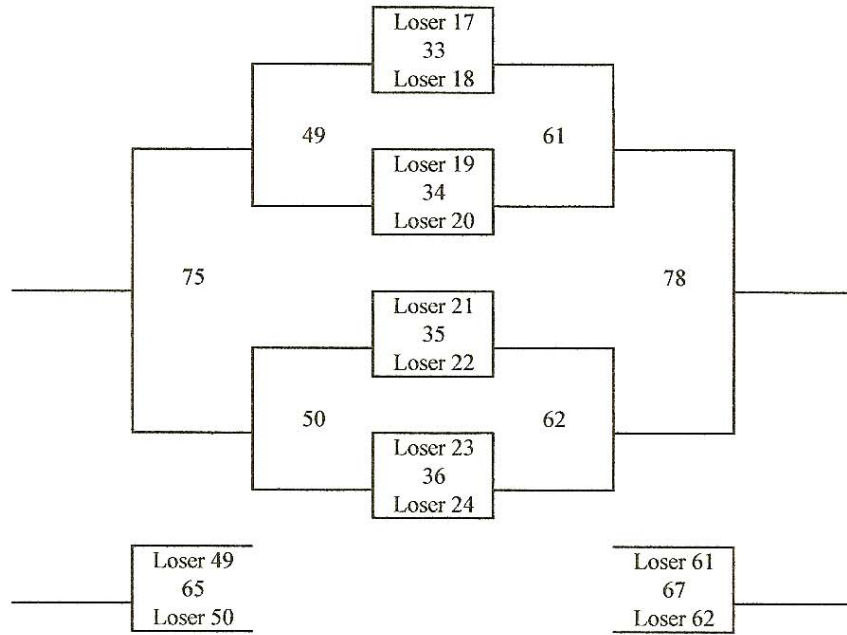 Loser 17
33
Loser 18
49
61
Loser 19
34
Loser 20
75
78
Loser 21
35
Loser 22
50
62
Loser 23
36
Loser 24
Loser 49
65
Loser 50
Loser 61
67
Loser 62